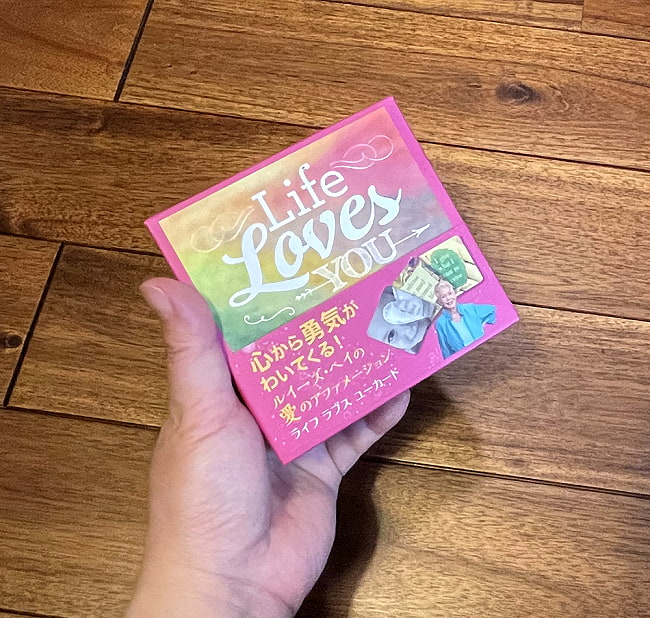 Life
Loves
YOU
心から勇気が
わいてくる!
ルイーズ・ヘイの
愛のアファメーション
ライフ ラヴス ユーカード
I give